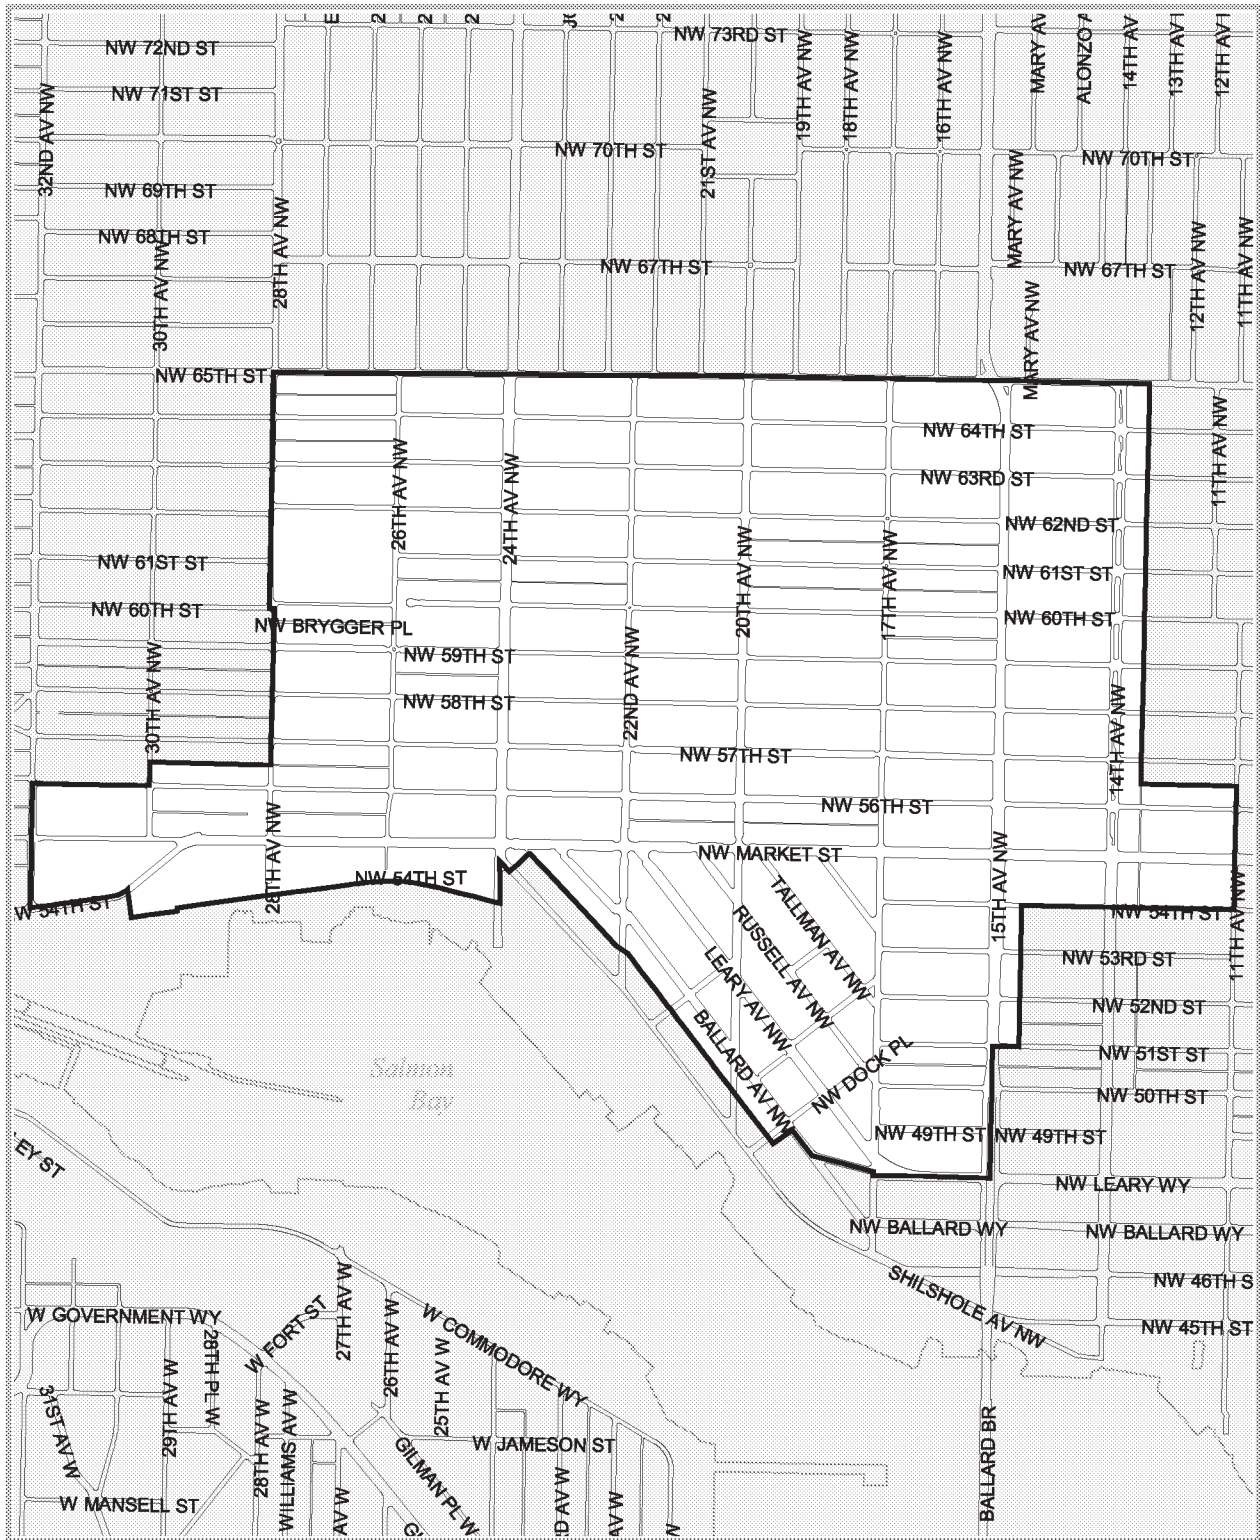 NW 72ND ST
NW 73RD ST
NW 71ST ST
32ND AV NW
21ST AV NW
19TH AV NW
18TH AV NW
16TH AV NW
MARY AV
14TH AV
NW 70TH ST
NW 70TH ST
NW 69TH ST
NW 68TH ST
30TH AV NW
28TH AV NW
NW 67TH ST
MARY AV NW
NW 67TH ST
12TH AV NW
11TH AV NW
MARY AV NW
NW 65TH ST
26TH AV NW
24TH AV NW
NW 64TH ST
11TH AV NW
NW 63RD ST
NW 62ND ST
20TH AV NW
17TH AV NW
NW 61ST ST
NW 61ST ST
NW 60TH ST
NW 60TH ST
NW BRYGGER PL
NW 59TH ST
30TH AV NW
22ND AV NW
NW 58TH ST
14TH AV NW
NW 57TH ST
NW 56TH ST
28TH AV NW
NW MARKET ST
15TH AV NW
NW 54TH ST
W 54TH ST
NW 54TH ST
11TH AV NW
TALLMAN AV NW
RUSSELL AV NW
LEARY AV NW
BALLARD AV NW
NW DOCK PL
NW 53RD ST
NW 52ND ST
NW 51ST ST
NW 50TH ST
Salmon
Bay
NW 49TH ST
NW 49TH ST
LEY ST
NW LEARY WY
NW BALLARD WY
NW BALLARD WY
SHILSHOLE AV NW
NW 46TH S
NW 45TH ST
W GOVERNMENT WY
W FORT ST
27TH AV W
26TH AV W
25TH AV W
W COMMODORE WY
28TH PL W
29TH AV W
31ST AV W
28TH AV W
WILLIAMS AV W
GILMAN PL W
W JAMESON ST
W MANSELL ST
AV W
D AV W
AV W
W
BALLARD BR